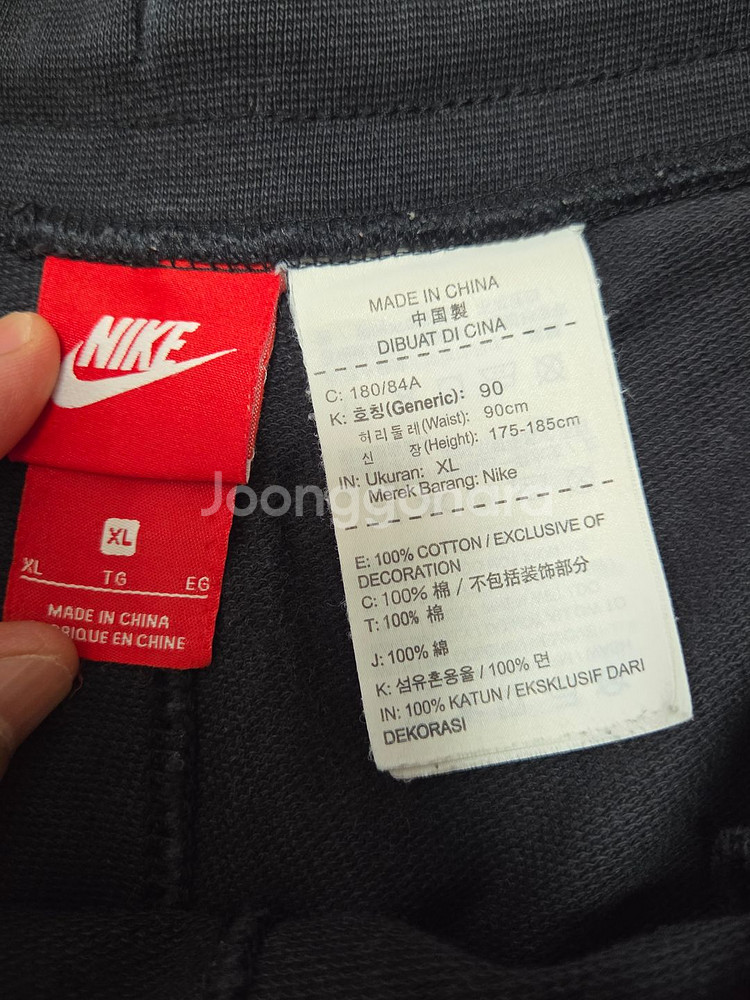 NIKE
XL
XL TG EG
MADE IN CHINA
RIQUE EN CHINE
MADE IN CHINA
中国製
DIBUAT DI CINA
C: 180/84A
K: 호칭(Generic): 90
허리둘레(Waist): 90cm
신 장(Height): 175-185cm
IN: Ukuran: XL
Merek Barang: Nike
Joonggonara
E: 100% COTTON / EXCLUSIVE OF
DECORATION
C: 100% 棉 / 不包括装饰部分
T: 100% 棉
J: 100% 綿
K: 섬유혼용율 / 100% 면
IN: 100% KATUN / EKSKLUSIF DARI
DEKORASI